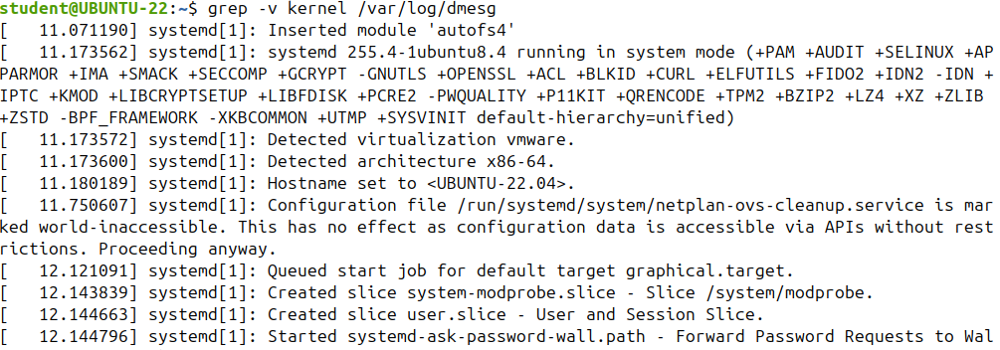 student@UBUNTU-22:~$ grep -v kernel /var/log/dmesg
[   11.071190] systemd[1]: Inserted module 'autofs4'
[   11.173562] systemd[1]: systemd 255.4-1ubuntu8.4 running in system mode (+PAM +AUDIT +SELINUX +AP
PARMOR +IMA +SMACK +SECCOMP +GCRYPT -GNUTLS +OPENSSL +ACL +BLKID +CURL +ELFUTILS +FIDO2 +IDN2 -IDN +
IPTC +KMOD +LIBCRYPTSETUP +LIBFDISK +PCRE2 -PWQUALITY +P11KIT +QRENCODE +TPM2 +BZIP2 +LZ4 +XZ +ZLIB
+ZSTD -BPF_FRAMEWORK -XKBCOMMON +UTMP +SYSVINIT default-hierarchy=unified)
[   11.173572] systemd[1]: Detected virtualization vmware.
[   11.173600] systemd[1]: Detected architecture x86-64.
[   11.180189] systemd[1]: Hostname set to <UBUNTU-22.04>.
[   11.750607] systemd[1]: Configuration file /run/systemd/system/netplan-ovs-cleanup.service is mar
ked world-inaccessible. This has no effect as configuration data is accessible via APIs without rest
rictions. Proceeding anyway.
[   12.121091] systemd[1]: Queued start job for default target graphical.target.
[   12.143839] systemd[1]: Created slice system-modprobe.slice - Slice /system/modprobe.
[   12.144663] systemd[1]: Created slice user.slice - User and Session Slice.
[   12.144796] systemd[1]: Started systemd-ask-password-wall.path - Forward Password Requests to Wal